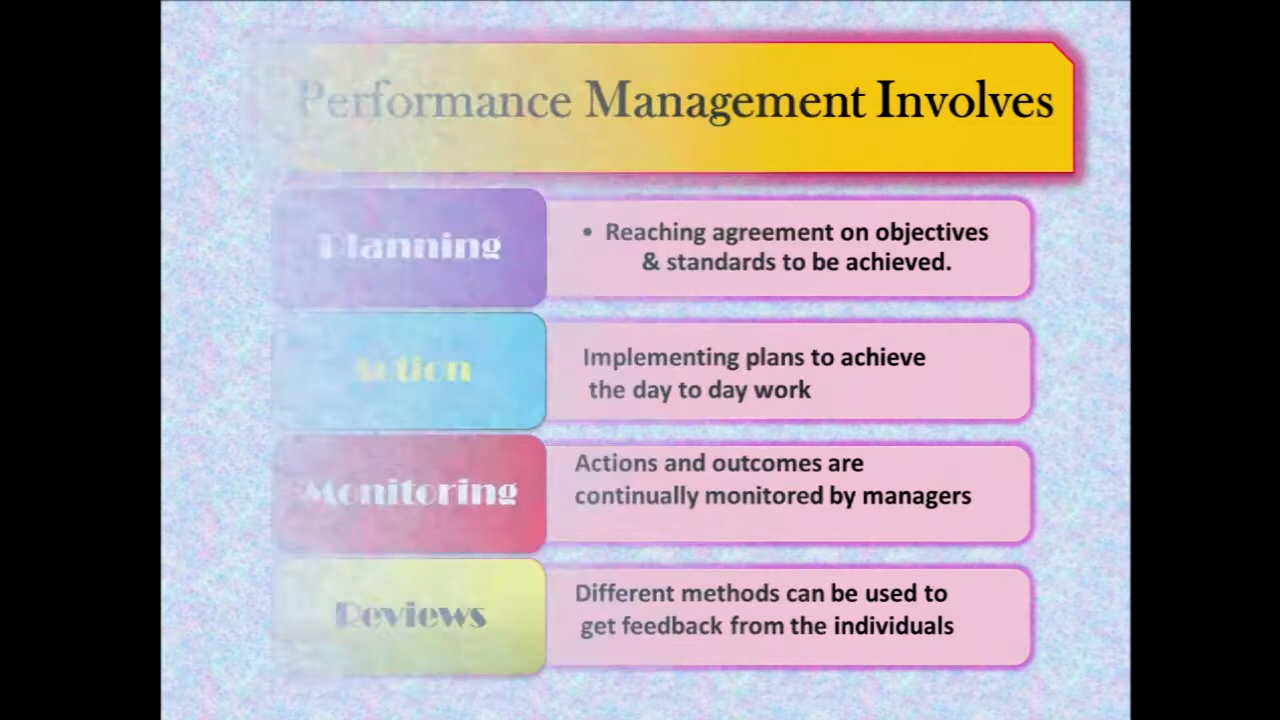 Performance Management Involves
Planning
• Reaching agreement on objectives
& standards to be achieved.
Action
Implementing plans to achieve
the day to day work
Monitoring
Actions and outcomes are
continually monitored by managers
Reviews
Different methods can be used to
get feedback from the individuals